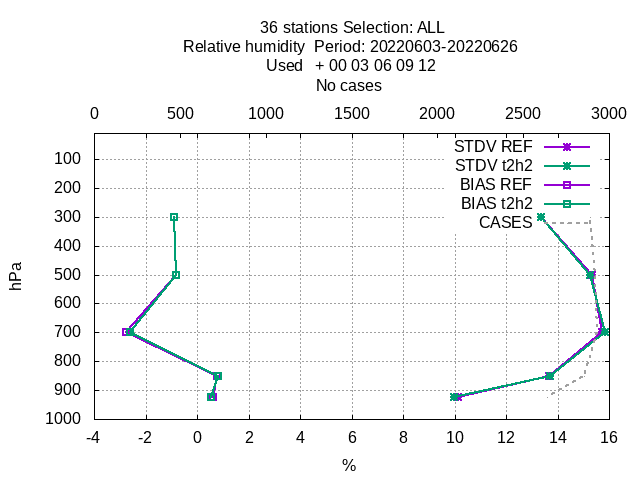 36 stations Selection: ALL
Relative humidity  Period: 20220603-20220626
Used   + 00 03 06 09 12
No cases
0 500 1000 1500 2000 2500 3000
STDV REF
STDV t2h2
BIAS REF
BIAS t2h2
CASES
100
200
300
400
500
600
700
800
900
1000
hPa
-4 -2 0 2 4 6 8 10 12 14 16
%